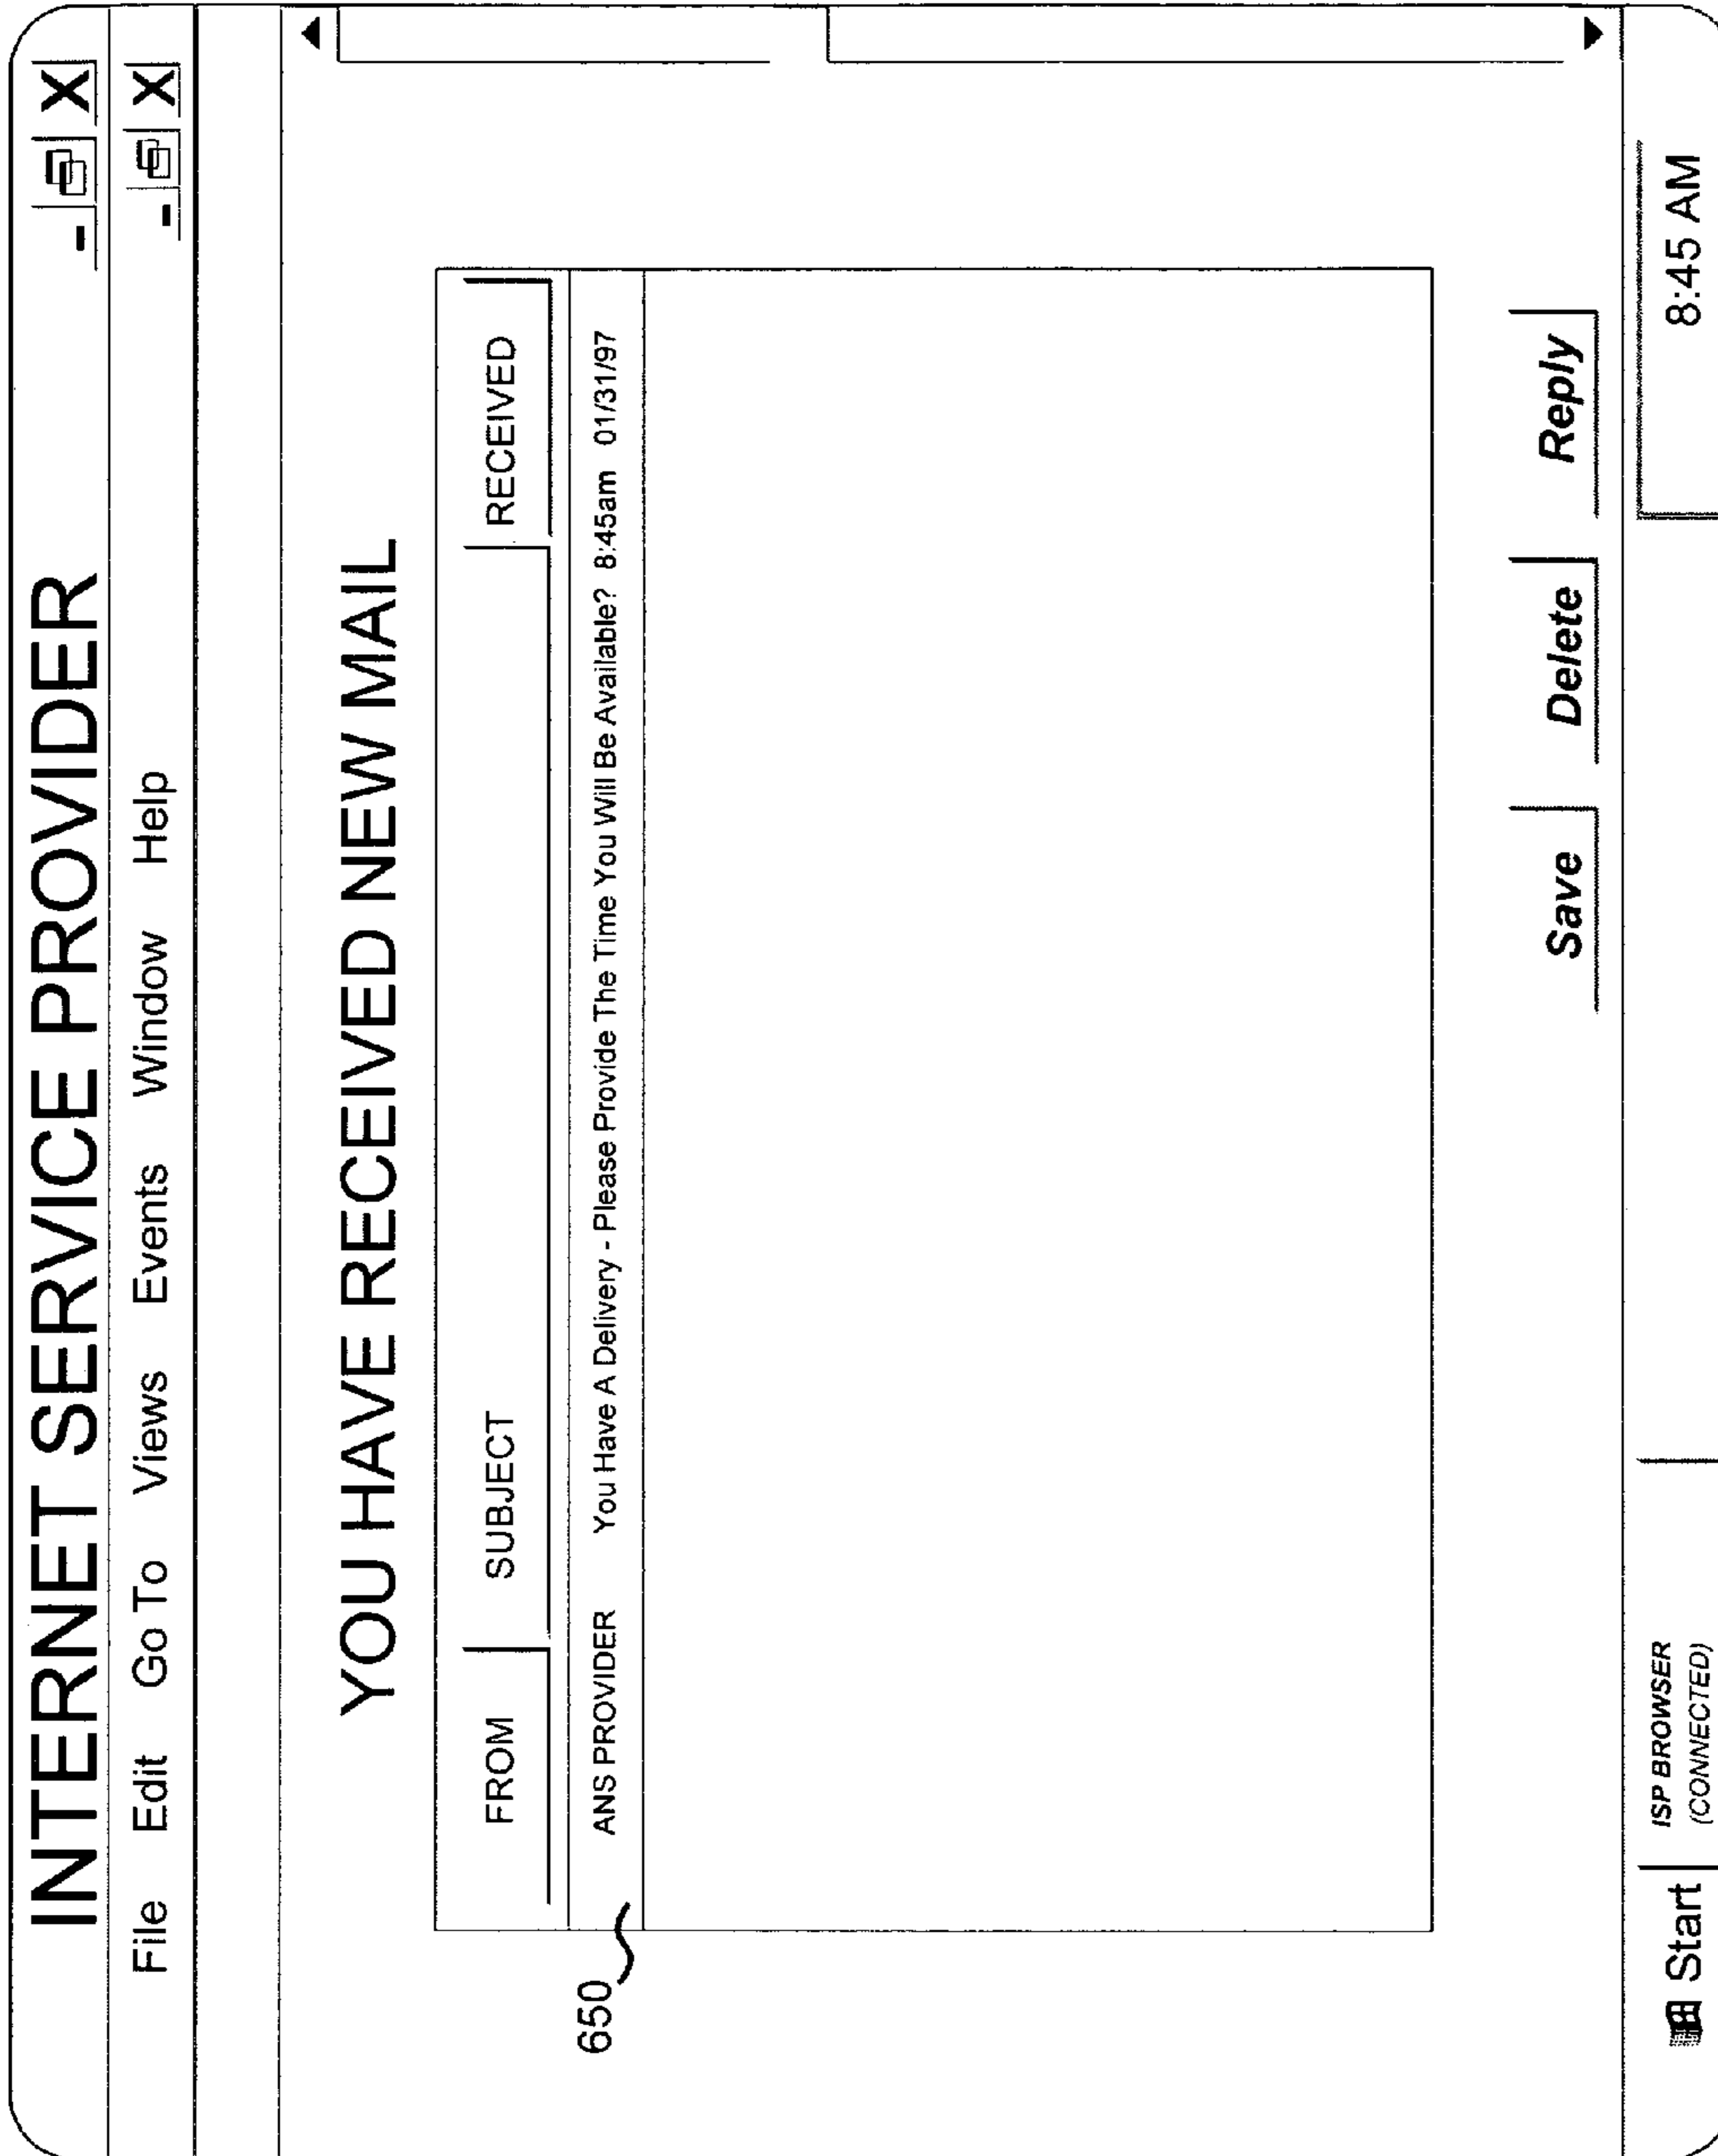 INTERNET SERVICE PROVIDER
File Edit Go To Views Events Window Help
YOU HAVE RECEIVED NEW MAIL
FROM SUBJECT RECEIVED
650 ANS PROVIDER You Have A Delivery - Please Provide The Time You Will Be Available? 8:45am 01/31/97
Save Delete Reply
Start ISP BROWSER 8:45 AM
(CONNECTED)